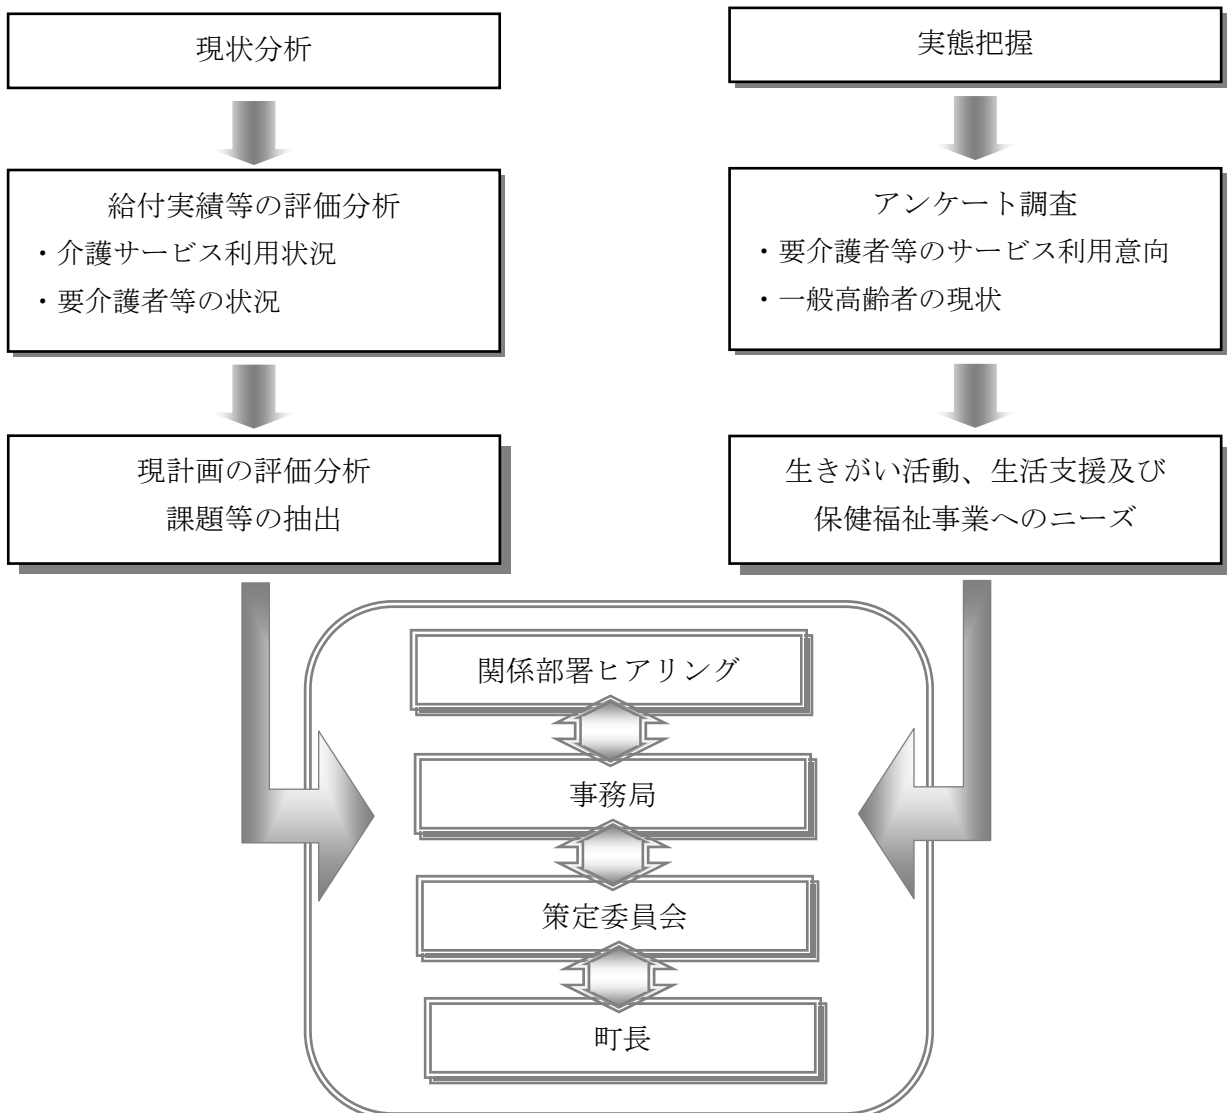 現状分析
給付実績等の評価分析
・介護サービス利用状況
・要介護者等の状況
現計画の評価分析
課題等の抽出
実態把握
アンケート調査
・要介護者等のサービス利用意向
・一般高齢者の現状
生きがい活動、生活支援及び
保健福祉事業へのニーズ
関係部署ヒアリング
事務局
策定委員会
町長